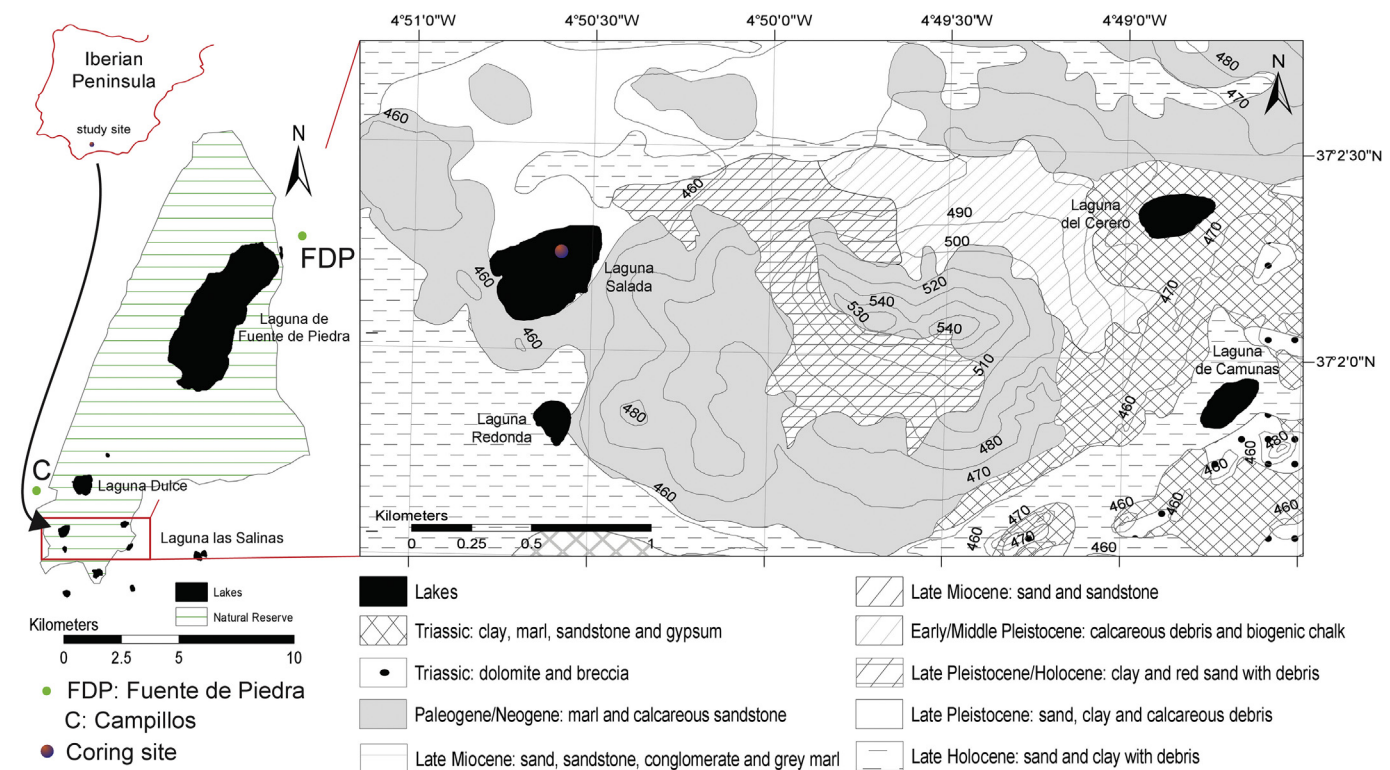 4°51'0"W
4°50'30"W
4°50'0"W
4°49'30"W
4°49'0"W
Iberian
Peninsula
study site
N
FDP
Laguna de
Fuente de Piedra
C
Laguna Dulce
Laguna las Salinas
Lakes
Natural Reserve
Kilometers
0 2.5 5 10
FDP: Fuente de Piedra
C: Campillos
Coring site
N
480
470
460
37°2'30"N
460
490
Laguna
del Cerero
470
500
Laguna
Salada
460
520
540
530
470
540
460
510
37°2'0"N
Laguna
de Camunas
Laguna
Redonda
480
460
480
480
460
460
470
460
460
460
460
470
460
470
460
Kilometers
0 0.25 0.5 1
Lakes
Triassic: clay, marl, sandstone and gypsum
Triassic: dolomite and breccia
Paleogene/Neogene: marl and calcareous sandstone
Late Miocene: sand, sandstone, conglomerate and grey marl
Late Miocene: sand and sandstone
Early/Middle Pleistocene: calcareous debris and biogenic chalk
Late Pleistocene/Holocene: clay and red sand with debris
Late Pleistocene: sand, clay and calcareous debris
Late Holocene: sand and clay with debris